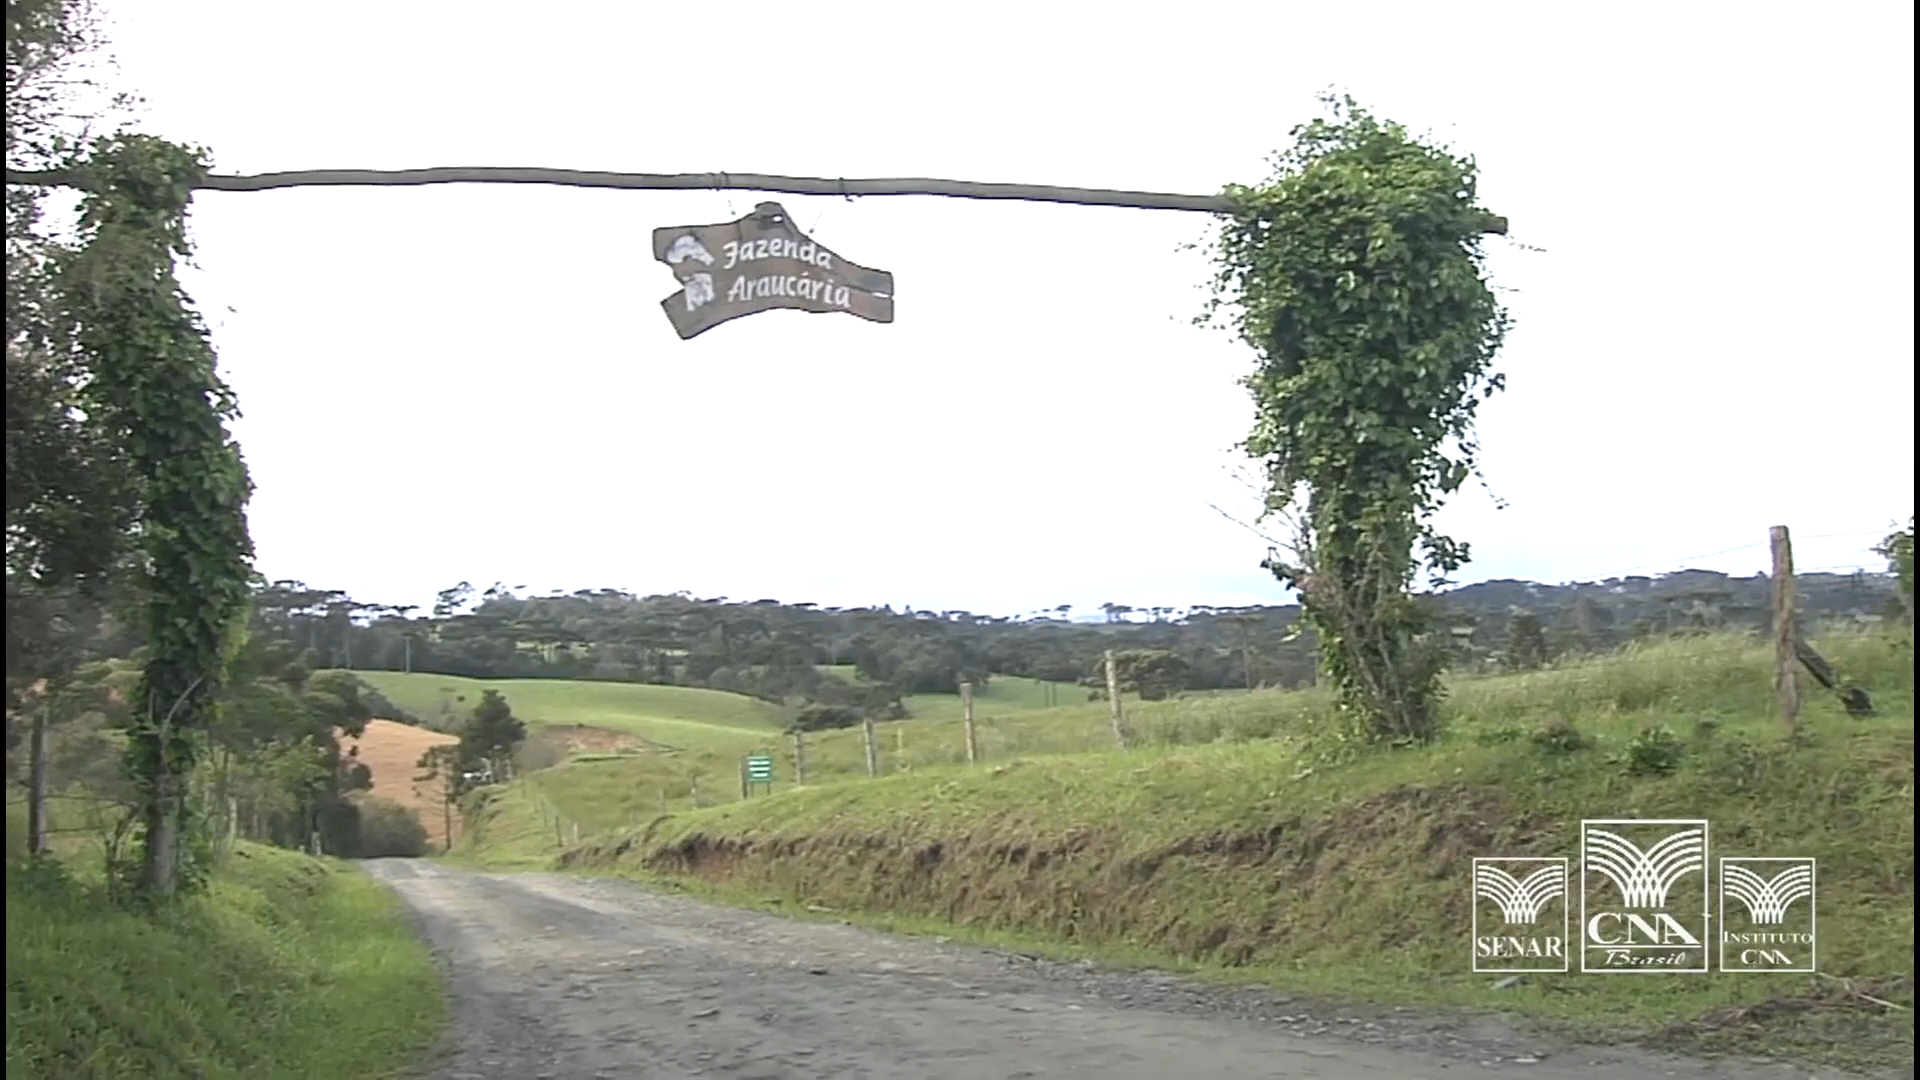 Fazenda
Araucária
SENAR
CNA
Brasil
INSTITUTO
CNA